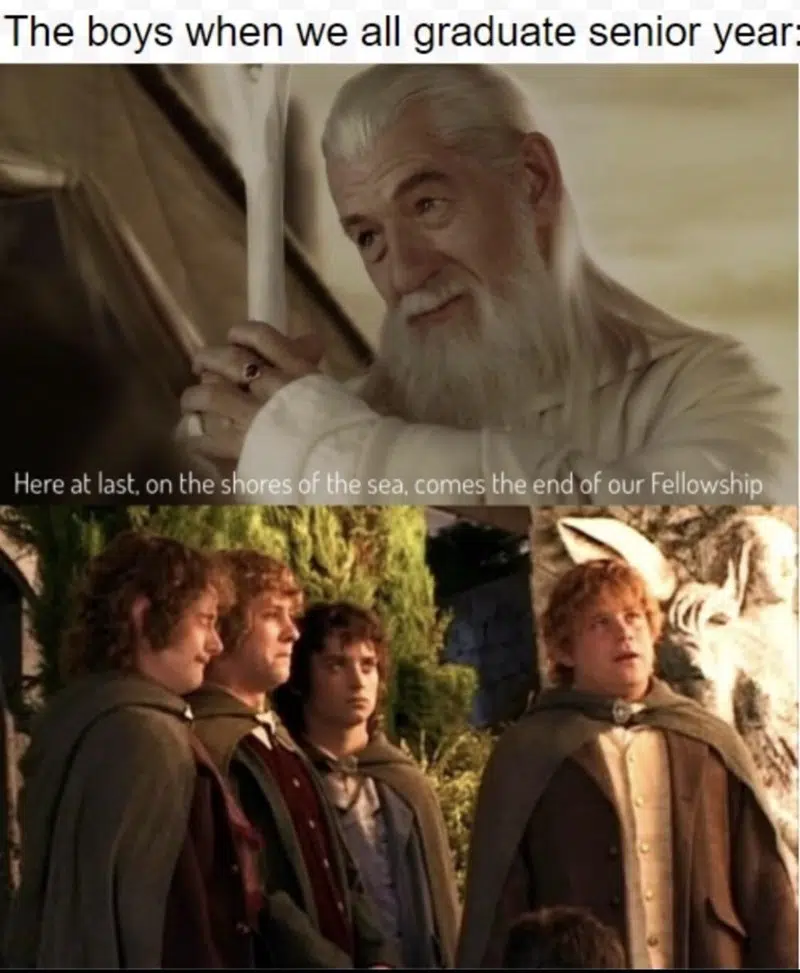 The boys when we all graduate senior year:
Here at last, on the shores of the sea, comes the end of our Fellowship